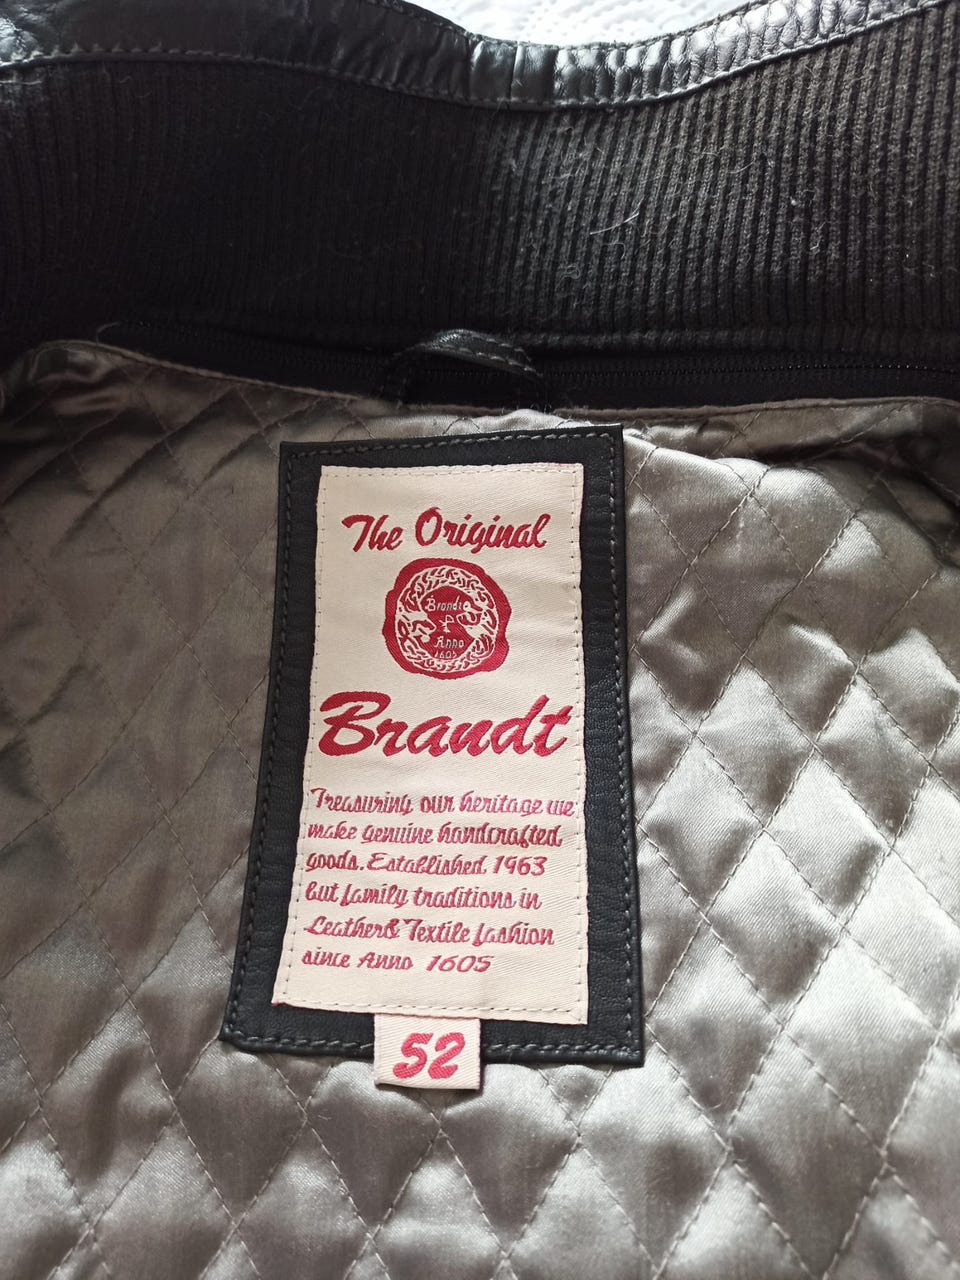 The Original
Brandt
&
Anno
1605
Brandt
Treasuring our heritage we
make genuine handcrafted
goods. Established 1963
but family traditions in
Leather& Textile fashion
since Anno 1605
52